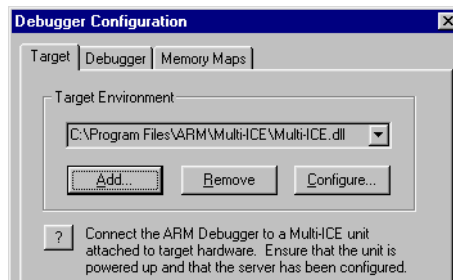 Debugger Configuration
Target Debugger Memory Maps
Target Environment
C:\Program Files\ARM\Multi-ICE\Multi-ICE.dll
Add... Remove Configure...
? Connect the ARM Debugger to a Multi-ICE unit
attached to target hardware. Ensure that the unit is
powered up and that the server has been configured.